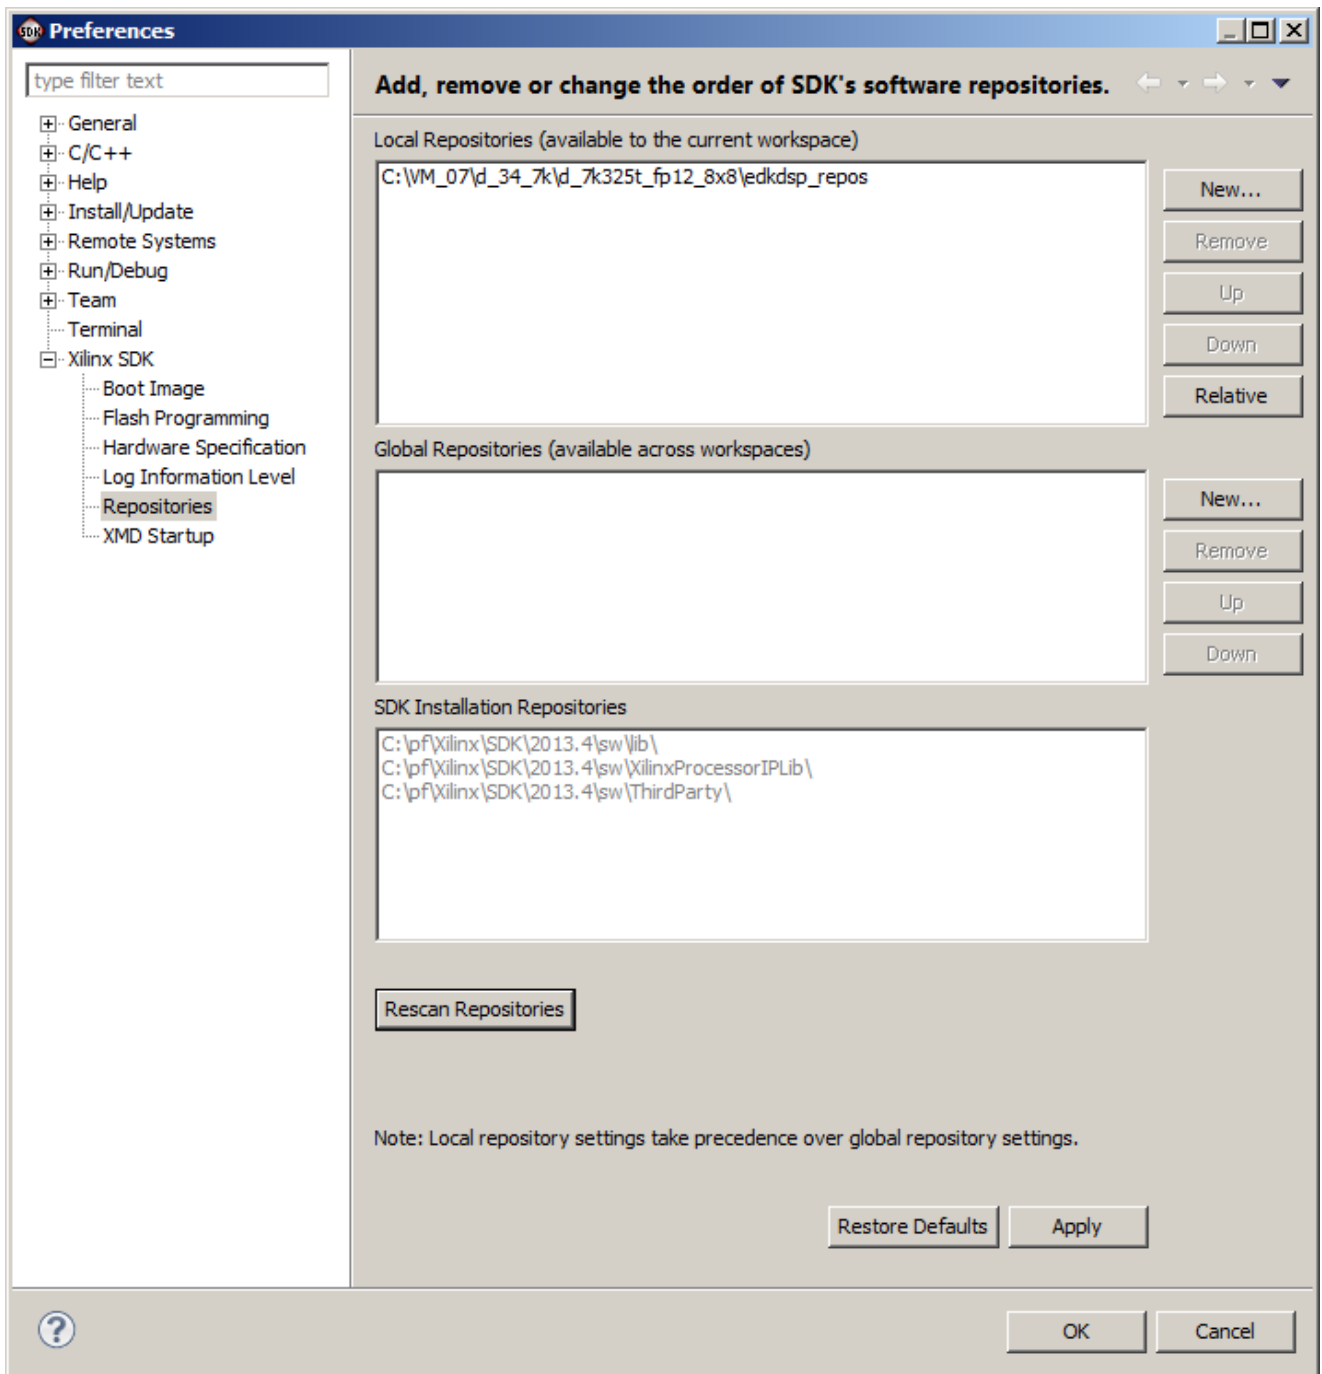 SDK Preferences
type filter text
General
C/C++
Help
Install/Update
Remote Systems
Run/Debug
Team
Terminal
Xilinx SDK
Boot Image
Flash Programming
Hardware Specification
Log Information Level
Repositories
XMD Startup
Add, remove or change the order of SDK's software repositories.
Local Repositories (available to the current workspace)
C:\VM_07\d_34_7k\d_7k325t_fp12_8x8\edkdsp_repos
New...
Remove
Up
Down
Relative
Global Repositories (available across workspaces)
New...
Remove
Up
Down
SDK Installation Repositories
C:\pf\Xilinx\SDK\2013.4\sw\lib\
C:\pf\Xilinx\SDK\2013.4\sw\XilinxProcessorIPLib\
C:\pf\Xilinx\SDK\2013.4\sw\ThirdParty\
Rescan Repositories
Note: Local repository settings take precedence over global repository settings.
Restore Defaults
Apply
?
OK
Cancel